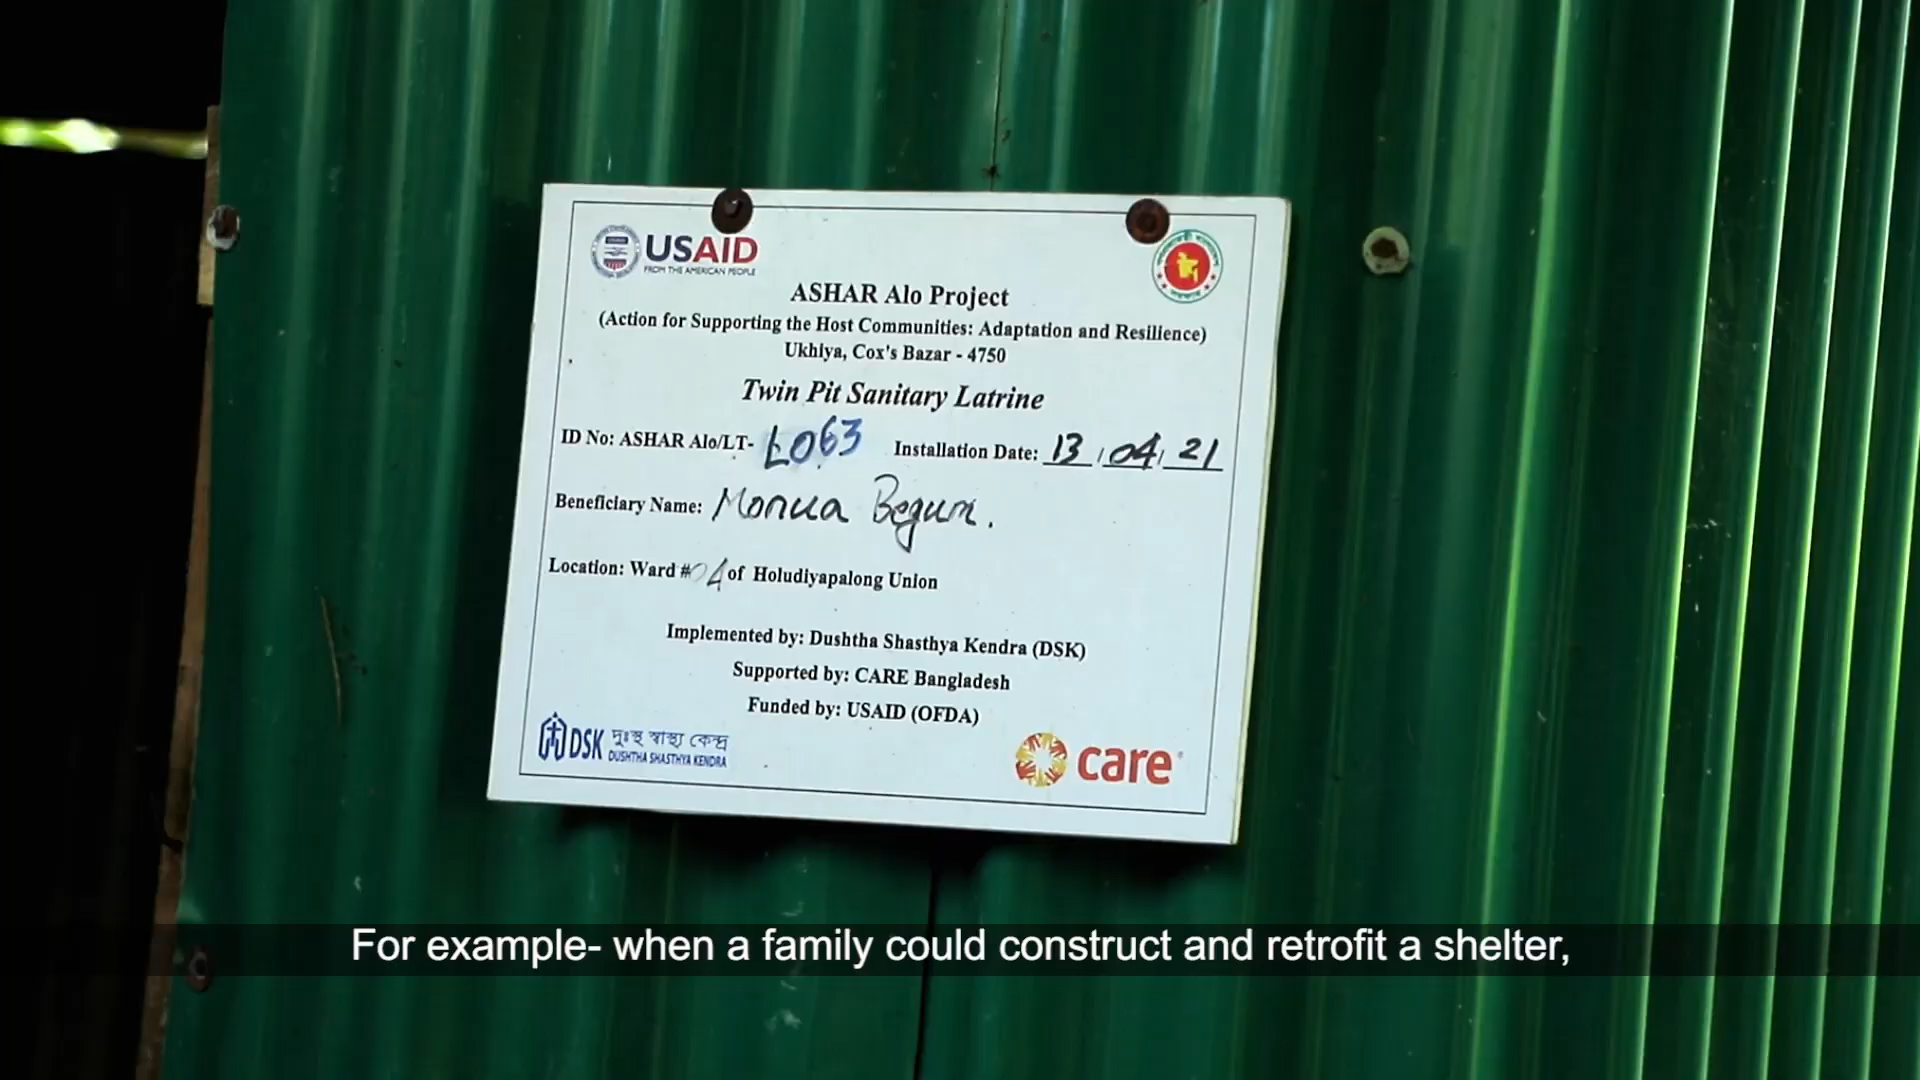 USAID
FROM THE AMERICAN PEOPLE
ASHAR Alo Project
(Action for Supporting the Host Communities: Adaptation and Resilience)
Ukhiya, Cox's Bazar - 4750
Twin Pit Sanitary Latrine
ID No: ASHAR Alo/LT- L063 Installation Date: 13/04/21
Beneficiary Name: Monua Begum.
Location: Ward #04 of Holudiyapalong Union
Implemented by: Dushtha Shasthya Kendra (DSK)
Supported by: CARE Bangladesh
Funded by: USAID (OFDA)
DSK দুঃস্থ স্বাস্থ্য কেন্দ্র
DUSHTHA SHASTHYA KENDRA
care
For example- when a family could construct and retrofit a shelter,